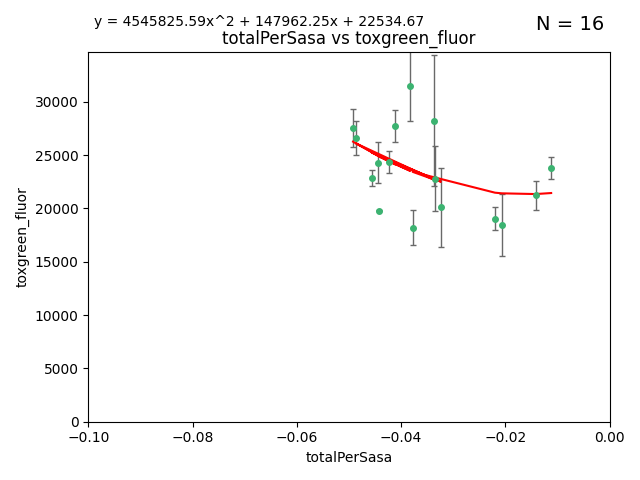 y = 4545825.59x^2 + 147962.25x + 22534.67
N = 16
totalPerSasa vs toxgreen_fluor
30000
25000
20000
15000
10000
5000
0
toxgreen_fluor
−0.10
−0.08
−0.06
−0.04
−0.02
0.00
totalPerSasa